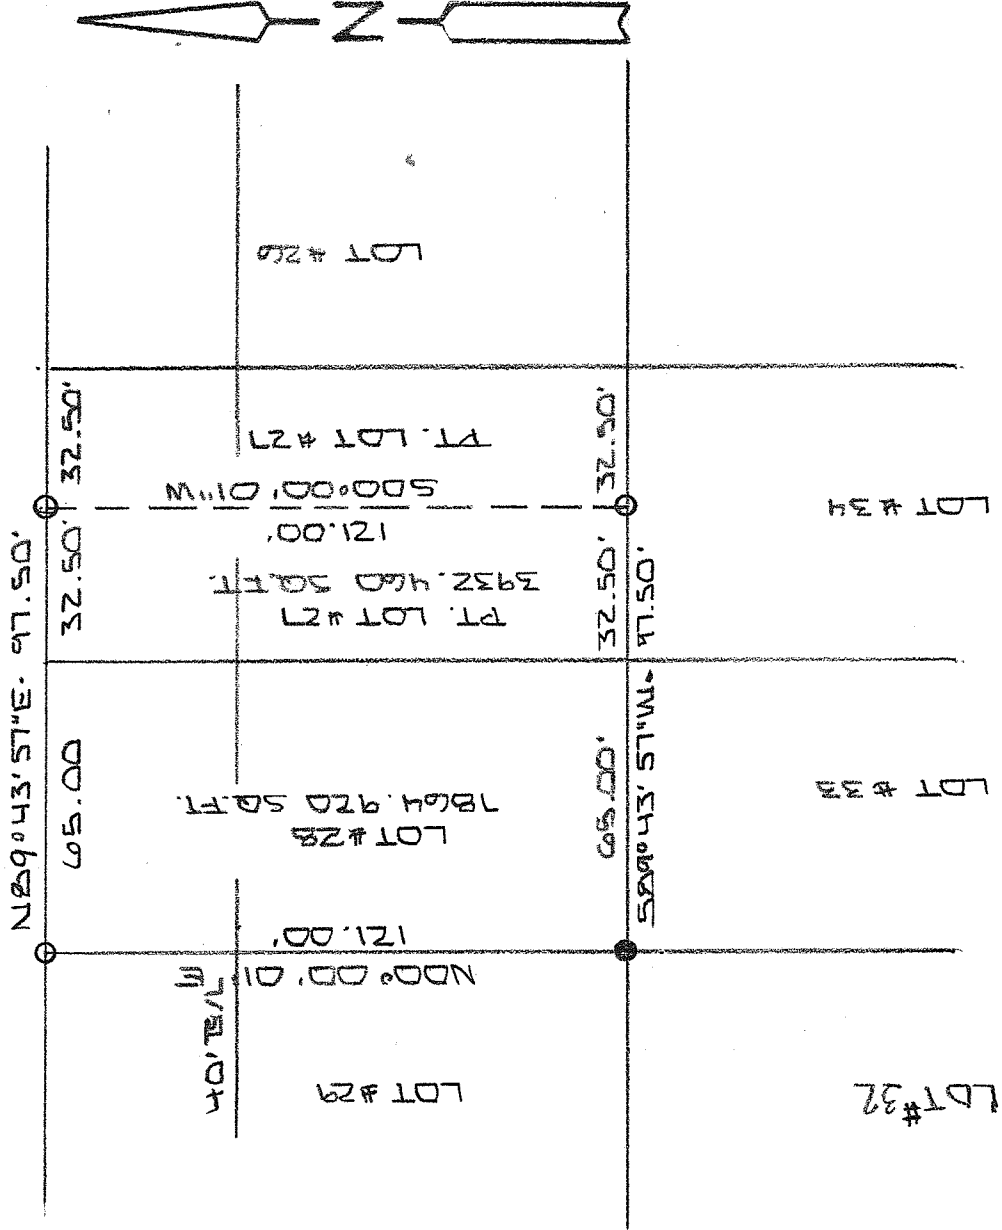 N
LOT #26
32.50'
32.50'
PT. LOT #27
S00°00'01"W
121.00'
32.50'
32.50'
3932.460 SQ.FT.
PT. LOT #27
N89°43'57"E. 97.50'
S89°43'57"W. 97.50'
65.00
65.00'
7864.920 SQ.FT.
LOT #28
121.00'
N00°00'01"E
LOT #29
LOT #34
LOT #33
LOT #32